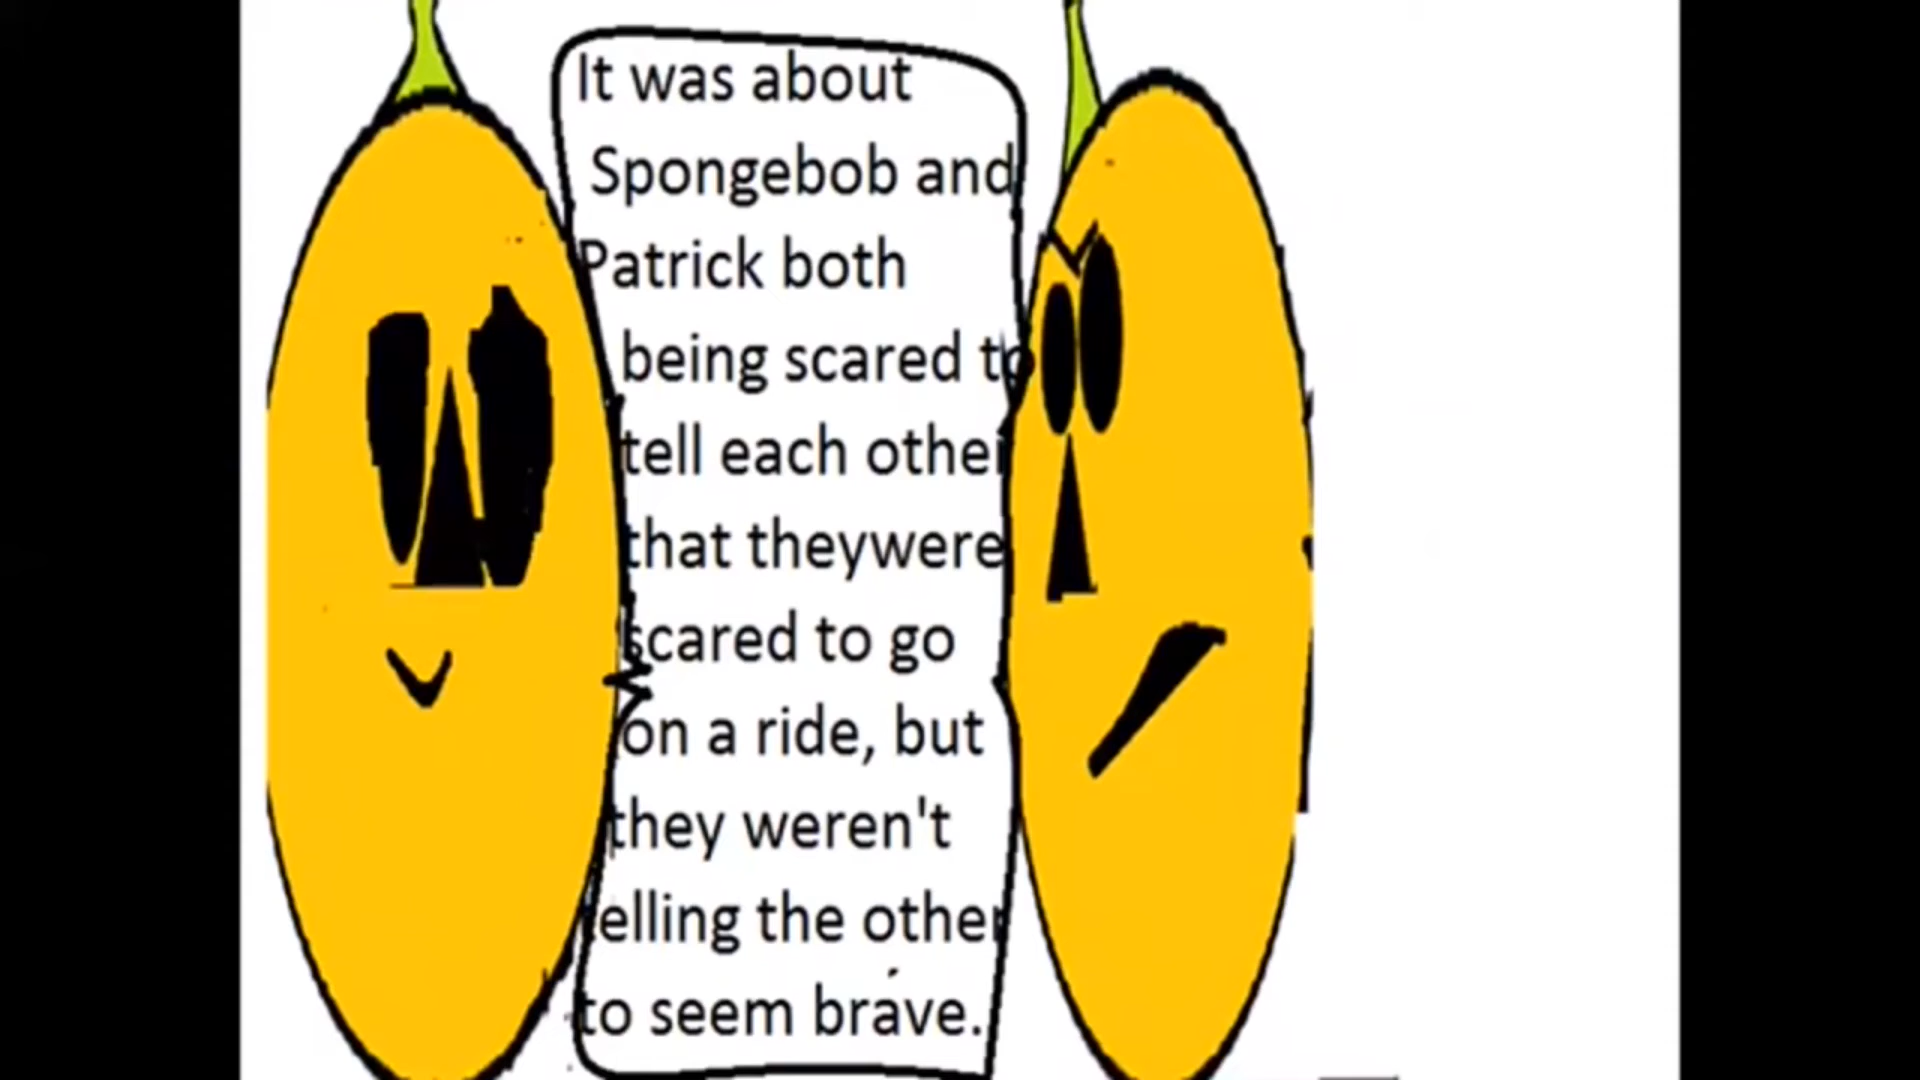 It was about
Spongebob and
Patrick both
being scared to
tell each other
that theywere
scared to go
on a ride, but
they weren't
telling the other
to seem brave.